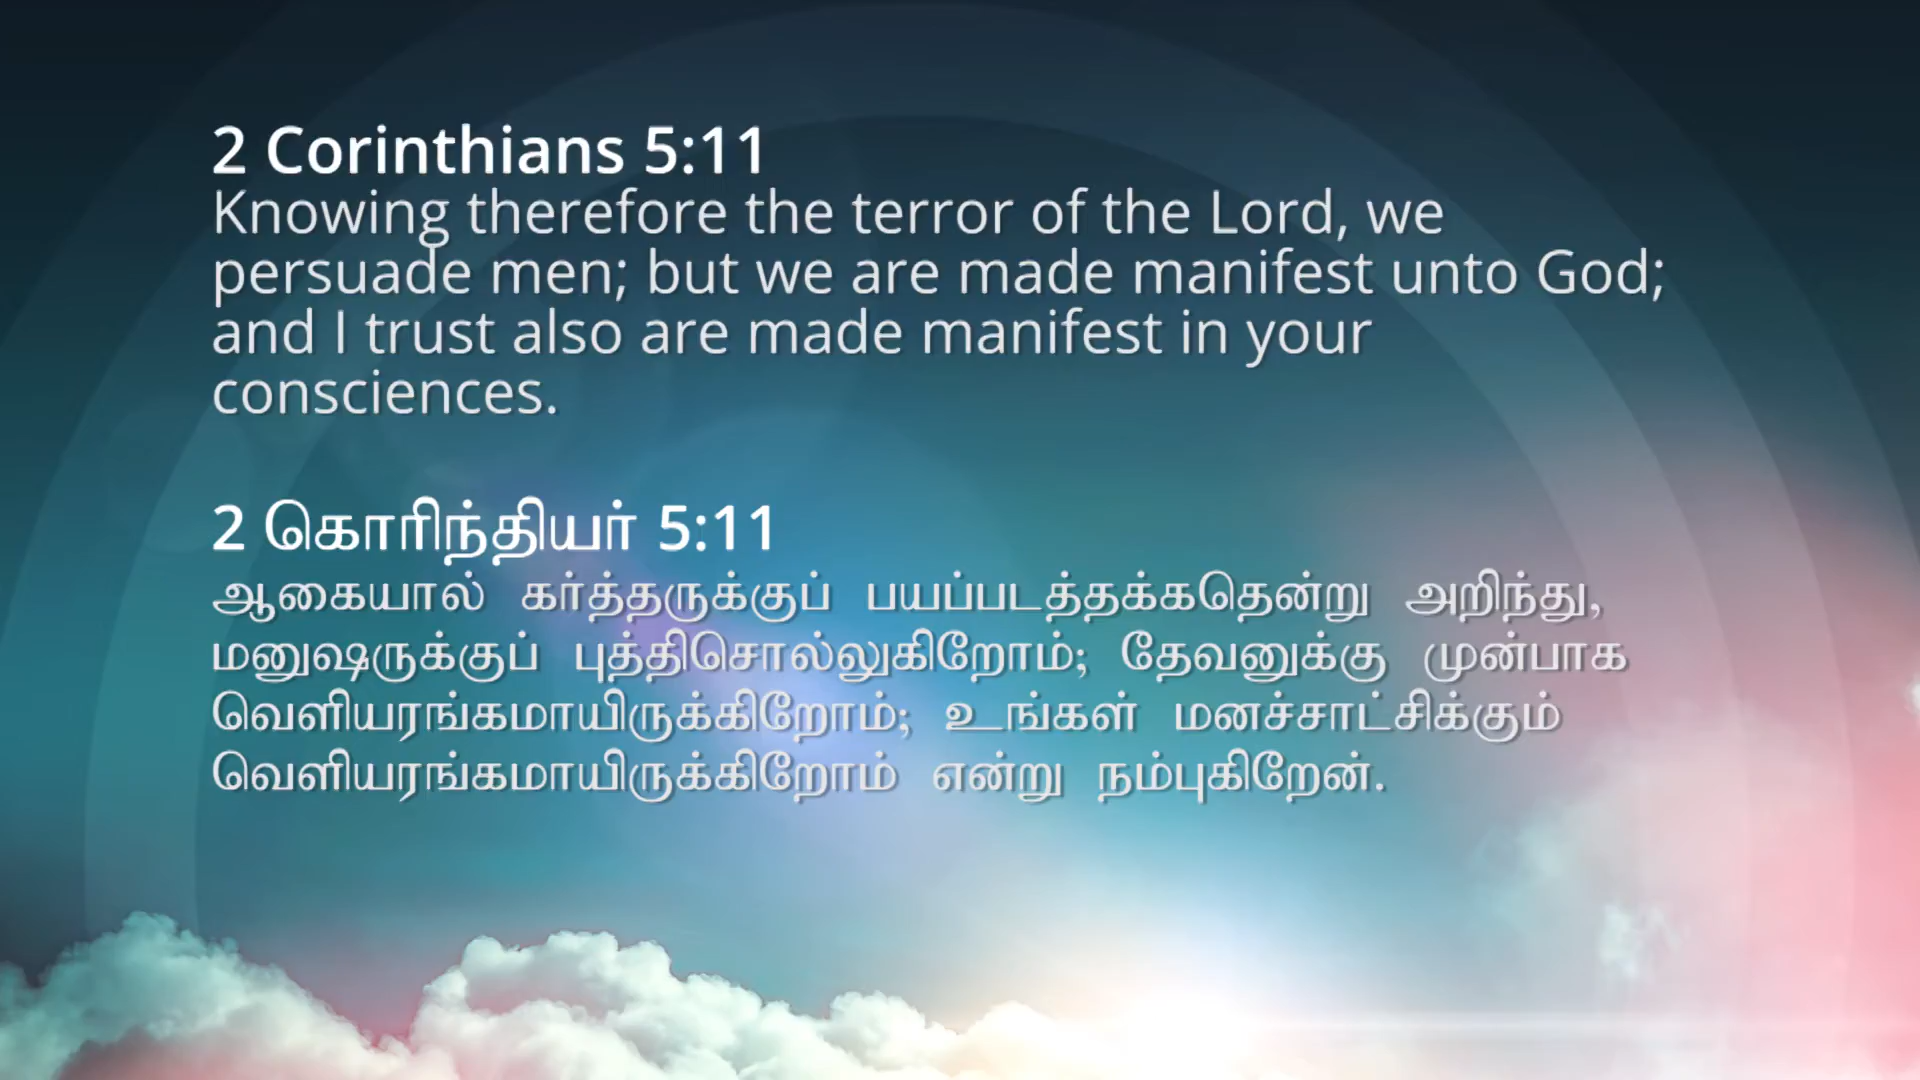 2 Corinthians 5:11
Knowing therefore the terror of the Lord, we
persuade men; but we are made manifest unto God;
and I trust also are made manifest in your
consciences.
2 கொரிந்தியர் 5:11
ஆகையால் கர்த்தருக்குப் பயப்படத்தக்கதென்று அறிந்து,
மனுஷருக்குப் புத்திசொல்லுகிறோம்; தேவனுக்கு முன்பாக
வெளியரங்கமாயிருக்கிறோம்; உங்கள் மனச்சாட்சிக்கும்
வெளியரங்கமாயிருக்கிறோம் என்று நம்புகிறேன்.